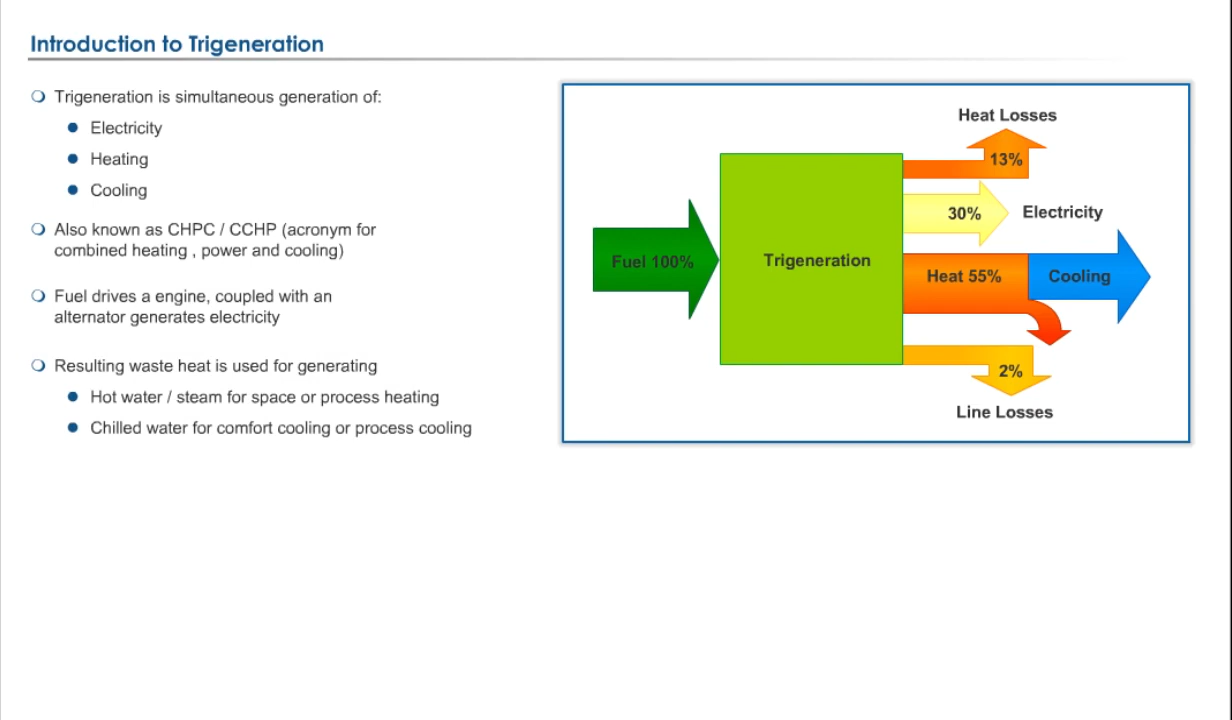 Introduction to Trigeneration
Trigeneration is simultaneous generation of:
Electricity
Heating
Cooling
Also known as CHPC / CCHP (acronym for
combined heating , power and cooling)
Fuel drives a engine, coupled with an
alternator generates electricity
Resulting waste heat is used for generating
Hot water / steam for space or process heating
Chilled water for comfort cooling or process cooling
Heat Losses
13%
30%
Electricity
Fuel 100%
Trigeneration
Heat 55%
Cooling
2%
Line Losses